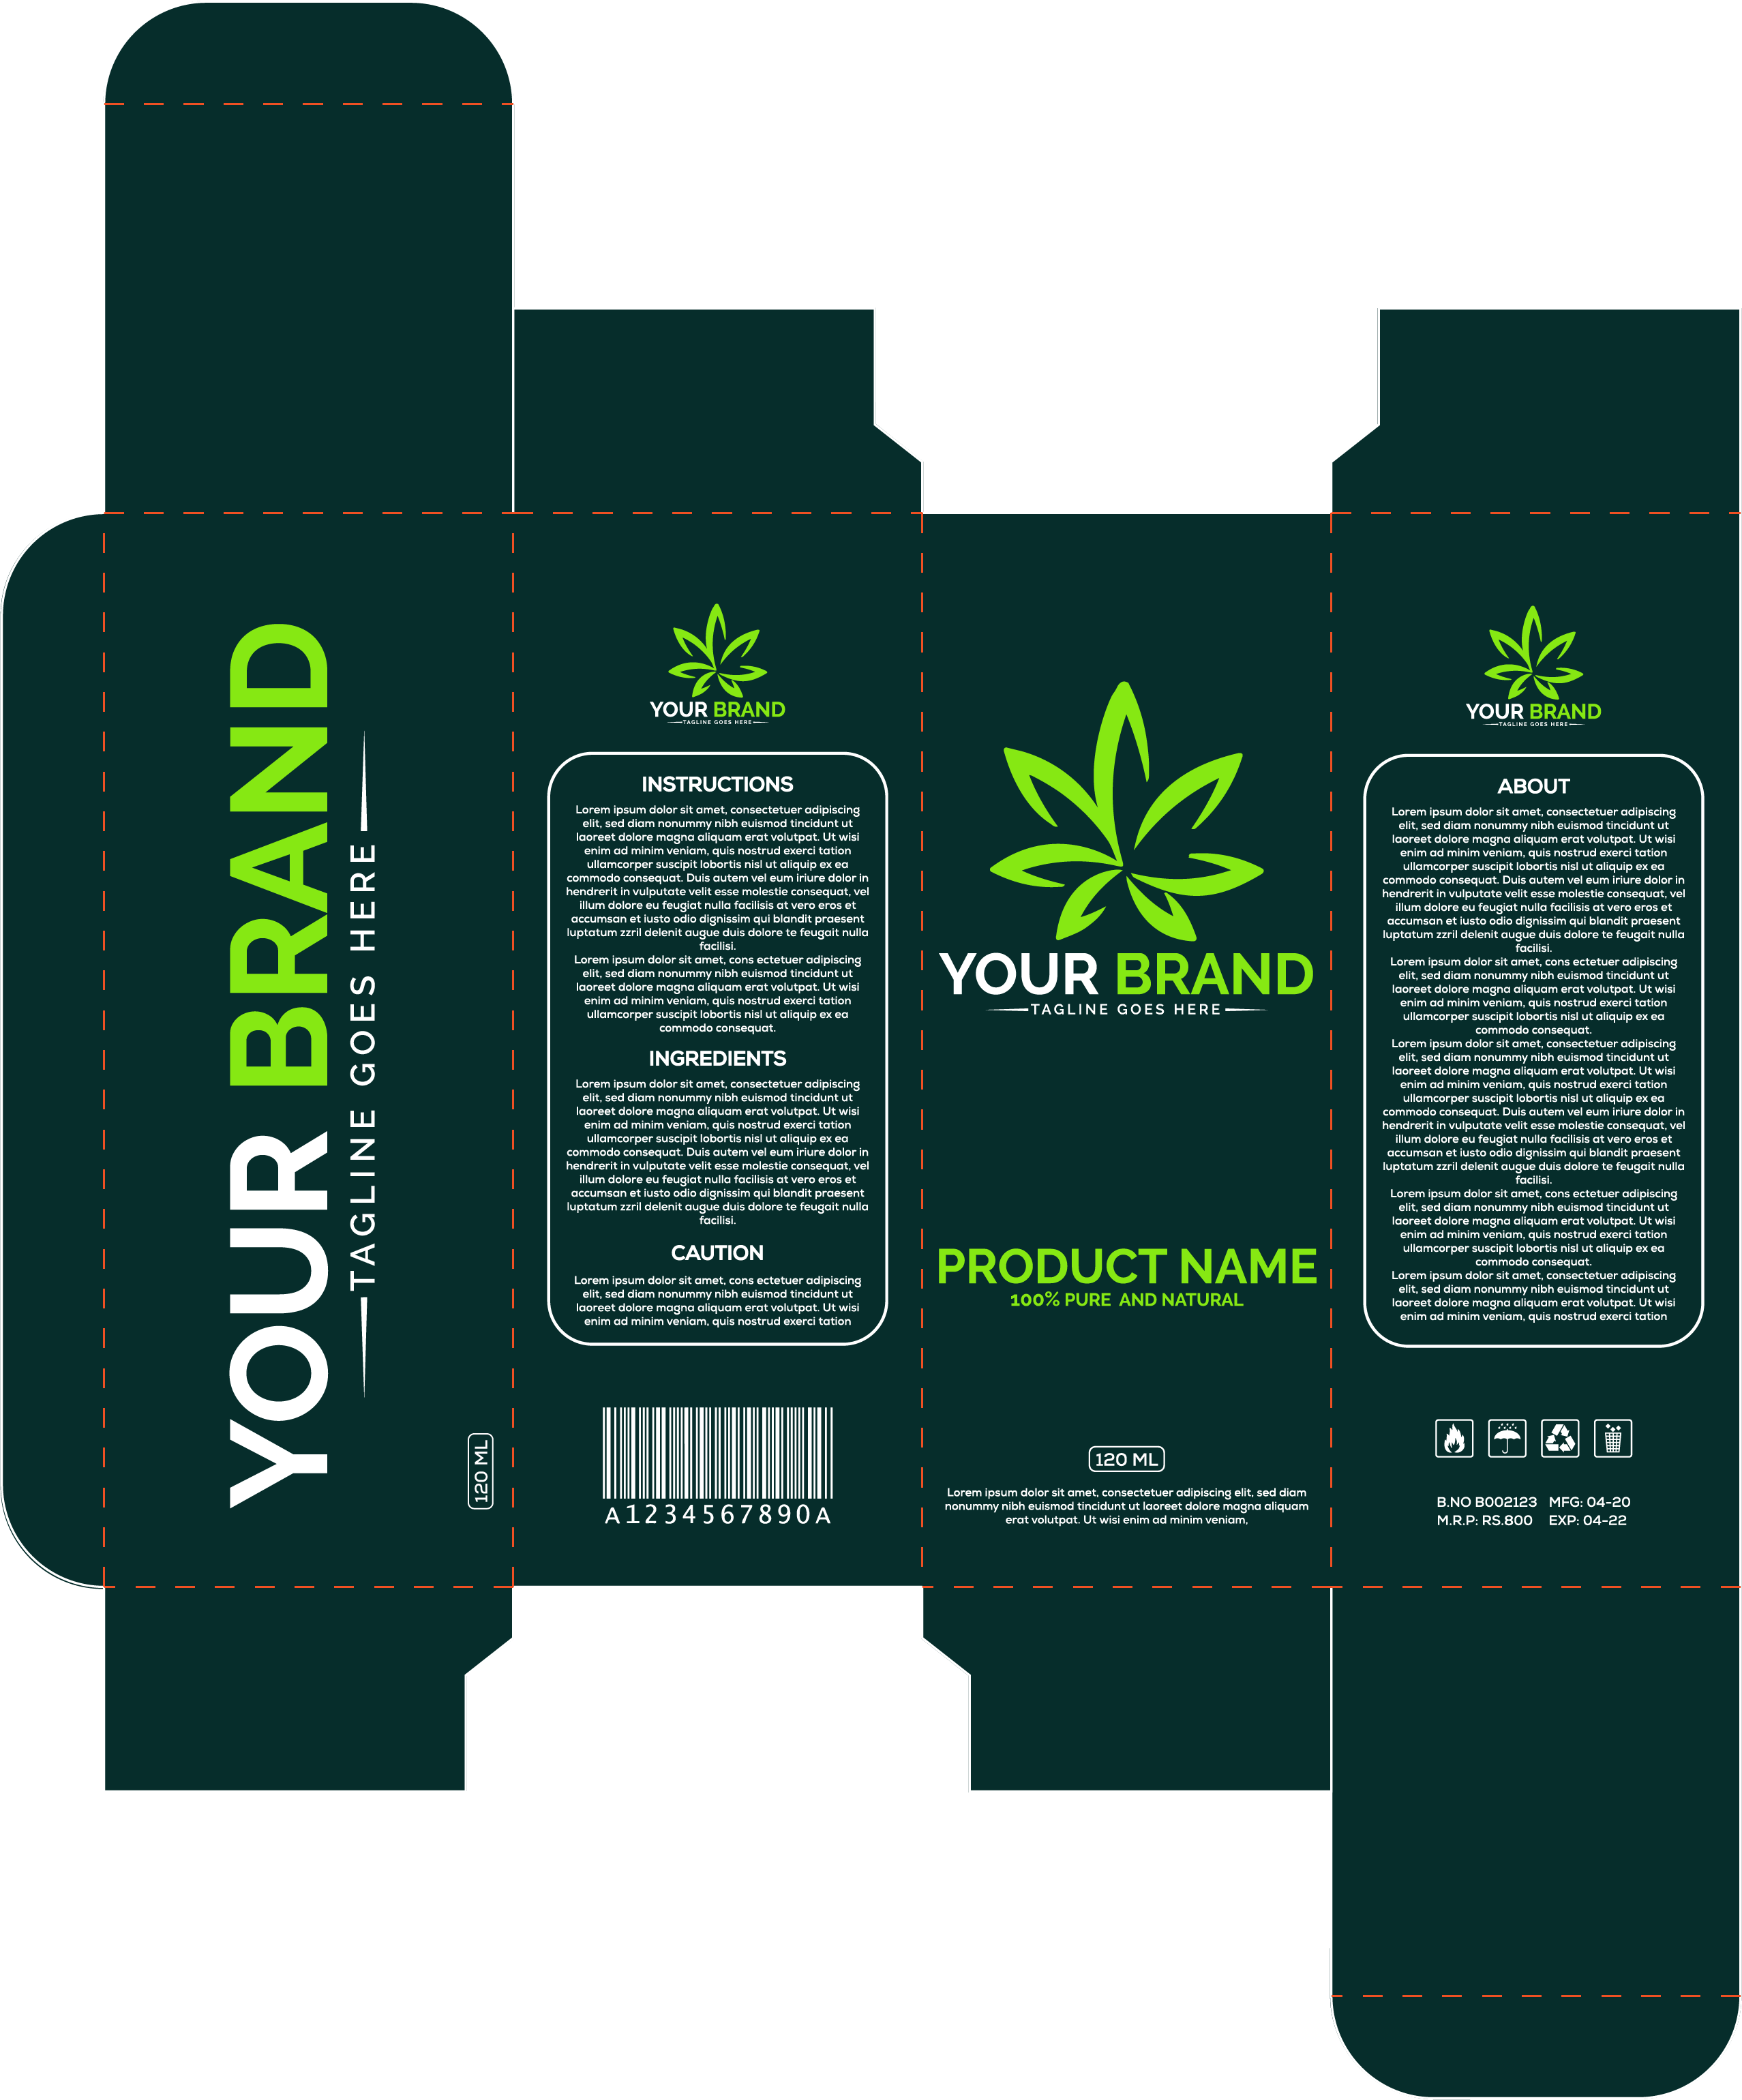 YOUR BRAND
TAGLINE GOES HERE
120 ML
YOUR BRAND
TAGLINE GOES HERE
INSTRUCTIONS
Lorem ipsum dolor sit amet, consectetuer adipiscing
elit, sed diam nonummy nibh euismod tincidunt ut
laoreet dolore magna aliquam erat volutpat. Ut wisi
enim ad minim veniam, quis nostrud exerci tation
ullamcorper suscipit lobortis nisl ut aliquip ex ea
commodo consequat. Duis autem vel eum iriure dolor in
hendrerit in vulputate velit esse molestie consequat, vel
illum dolore eu feugiat nulla facilisis at vero eros et
accumsan et iusto odio dignissim qui blandit praesent
luptatum zzril delenit augue duis dolore te feugait nulla
facilisi.
Lorem ipsum dolor sit amet, cons ectetuer adipiscing
elit, sed diam nonummy nibh euismod tincidunt ut
laoreet dolore magna aliquam erat volutpat. Ut wisi
enim ad minim veniam, quis nostrud exerci tation
ullamcorper suscipit lobortis nisl ut aliquip ex ea
commodo consequat.
INGREDIENTS
Lorem ipsum dolor sit amet, consectetuer adipiscing
elit, sed diam nonummy nibh euismod tincidunt ut
laoreet dolore magna aliquam erat volutpat. Ut wisi
enim ad minim veniam, quis nostrud exerci tation
ullamcorper suscipit lobortis nisl ut aliquip ex ea
commodo consequat. Duis autem vel eum iriure dolor in
hendrerit in vulputate velit esse molestie consequat, vel
illum dolore eu feugiat nulla facilisis at vero eros et
accumsan et iusto odio dignissim qui blandit praesent
luptatum zzril delenit augue duis dolore te feugait nulla
facilisi.
CAUTION
Lorem ipsum dolor sit amet, cons ectetuer adipiscing
elit, sed diam nonummy nibh euismod tincidunt ut
laoreet dolore magna aliquam erat volutpat. Ut wisi
enim ad minim veniam, quis nostrud exerci tation
A1234567890A
YOUR BRAND
TAGLINE GOES HERE
PRODUCT NAME
100% PURE AND NATURAL
120 ML
Lorem ipsum dolor sit amet, consectetuer adipiscing elit, sed diam
nonummy nibh euismod tincidunt ut laoreet dolore magna aliquam
erat volutpat. Ut wisi enim ad minim veniam,
YOUR BRAND
TAGLINE GOES HERE
ABOUT
Lorem ipsum dolor sit amet, consectetuer adipiscing
elit, sed diam nonummy nibh euismod tincidunt ut
laoreet dolore magna aliquam erat volutpat. Ut wisi
enim ad minim veniam, quis nostrud exerci tation
ullamcorper suscipit lobortis nisl ut aliquip ex ea
commodo consequat. Duis autem vel eum iriure dolor in
hendrerit in vulputate velit esse molestie consequat, vel
illum dolore eu feugiat nulla facilisis at vero eros et
accumsan et iusto odio dignissim qui blandit praesent
luptatum zzril delenit augue duis dolore te feugait nulla
facilisi.
Lorem ipsum dolor sit amet, cons ectetuer adipiscing
elit, sed diam nonummy nibh euismod tincidunt ut
laoreet dolore magna aliquam erat volutpat. Ut wisi
enim ad minim veniam, quis nostrud exerci tation
ullamcorper suscipit lobortis nisl ut aliquip ex ea
commodo consequat.
Lorem ipsum dolor sit amet, consectetuer adipiscing
elit, sed diam nonummy nibh euismod tincidunt ut
laoreet dolore magna aliquam erat volutpat. Ut wisi
enim ad minim veniam, quis nostrud exerci tation
ullamcorper suscipit lobortis nisl ut aliquip ex ea
commodo consequat. Duis autem vel eum iriure dolor in
hendrerit in vulputate velit esse molestie consequat, vel
illum dolore eu feugiat nulla facilisis at vero eros et
accumsan et iusto odio dignissim qui blandit praesent
luptatum zzril delenit augue duis dolore te feugait nulla
facilisi.
Lorem ipsum dolor sit amet, cons ectetuer adipiscing
elit, sed diam nonummy nibh euismod tincidunt ut
laoreet dolore magna aliquam erat volutpat. Ut wisi
enim ad minim veniam, quis nostrud exerci tation
ullamcorper suscipit lobortis nisl ut aliquip ex ea
commodo consequat.
Lorem ipsum dolor sit amet, consectetuer adipiscing
elit, sed diam nonummy nibh euismod tincidunt ut
laoreet dolore magna aliquam erat volutpat. Ut wisi
enim ad minim veniam, quis nostrud exerci tation
B.NO B002123 MFG: 04-20
M.R.P: RS.800 EXP: 04-22